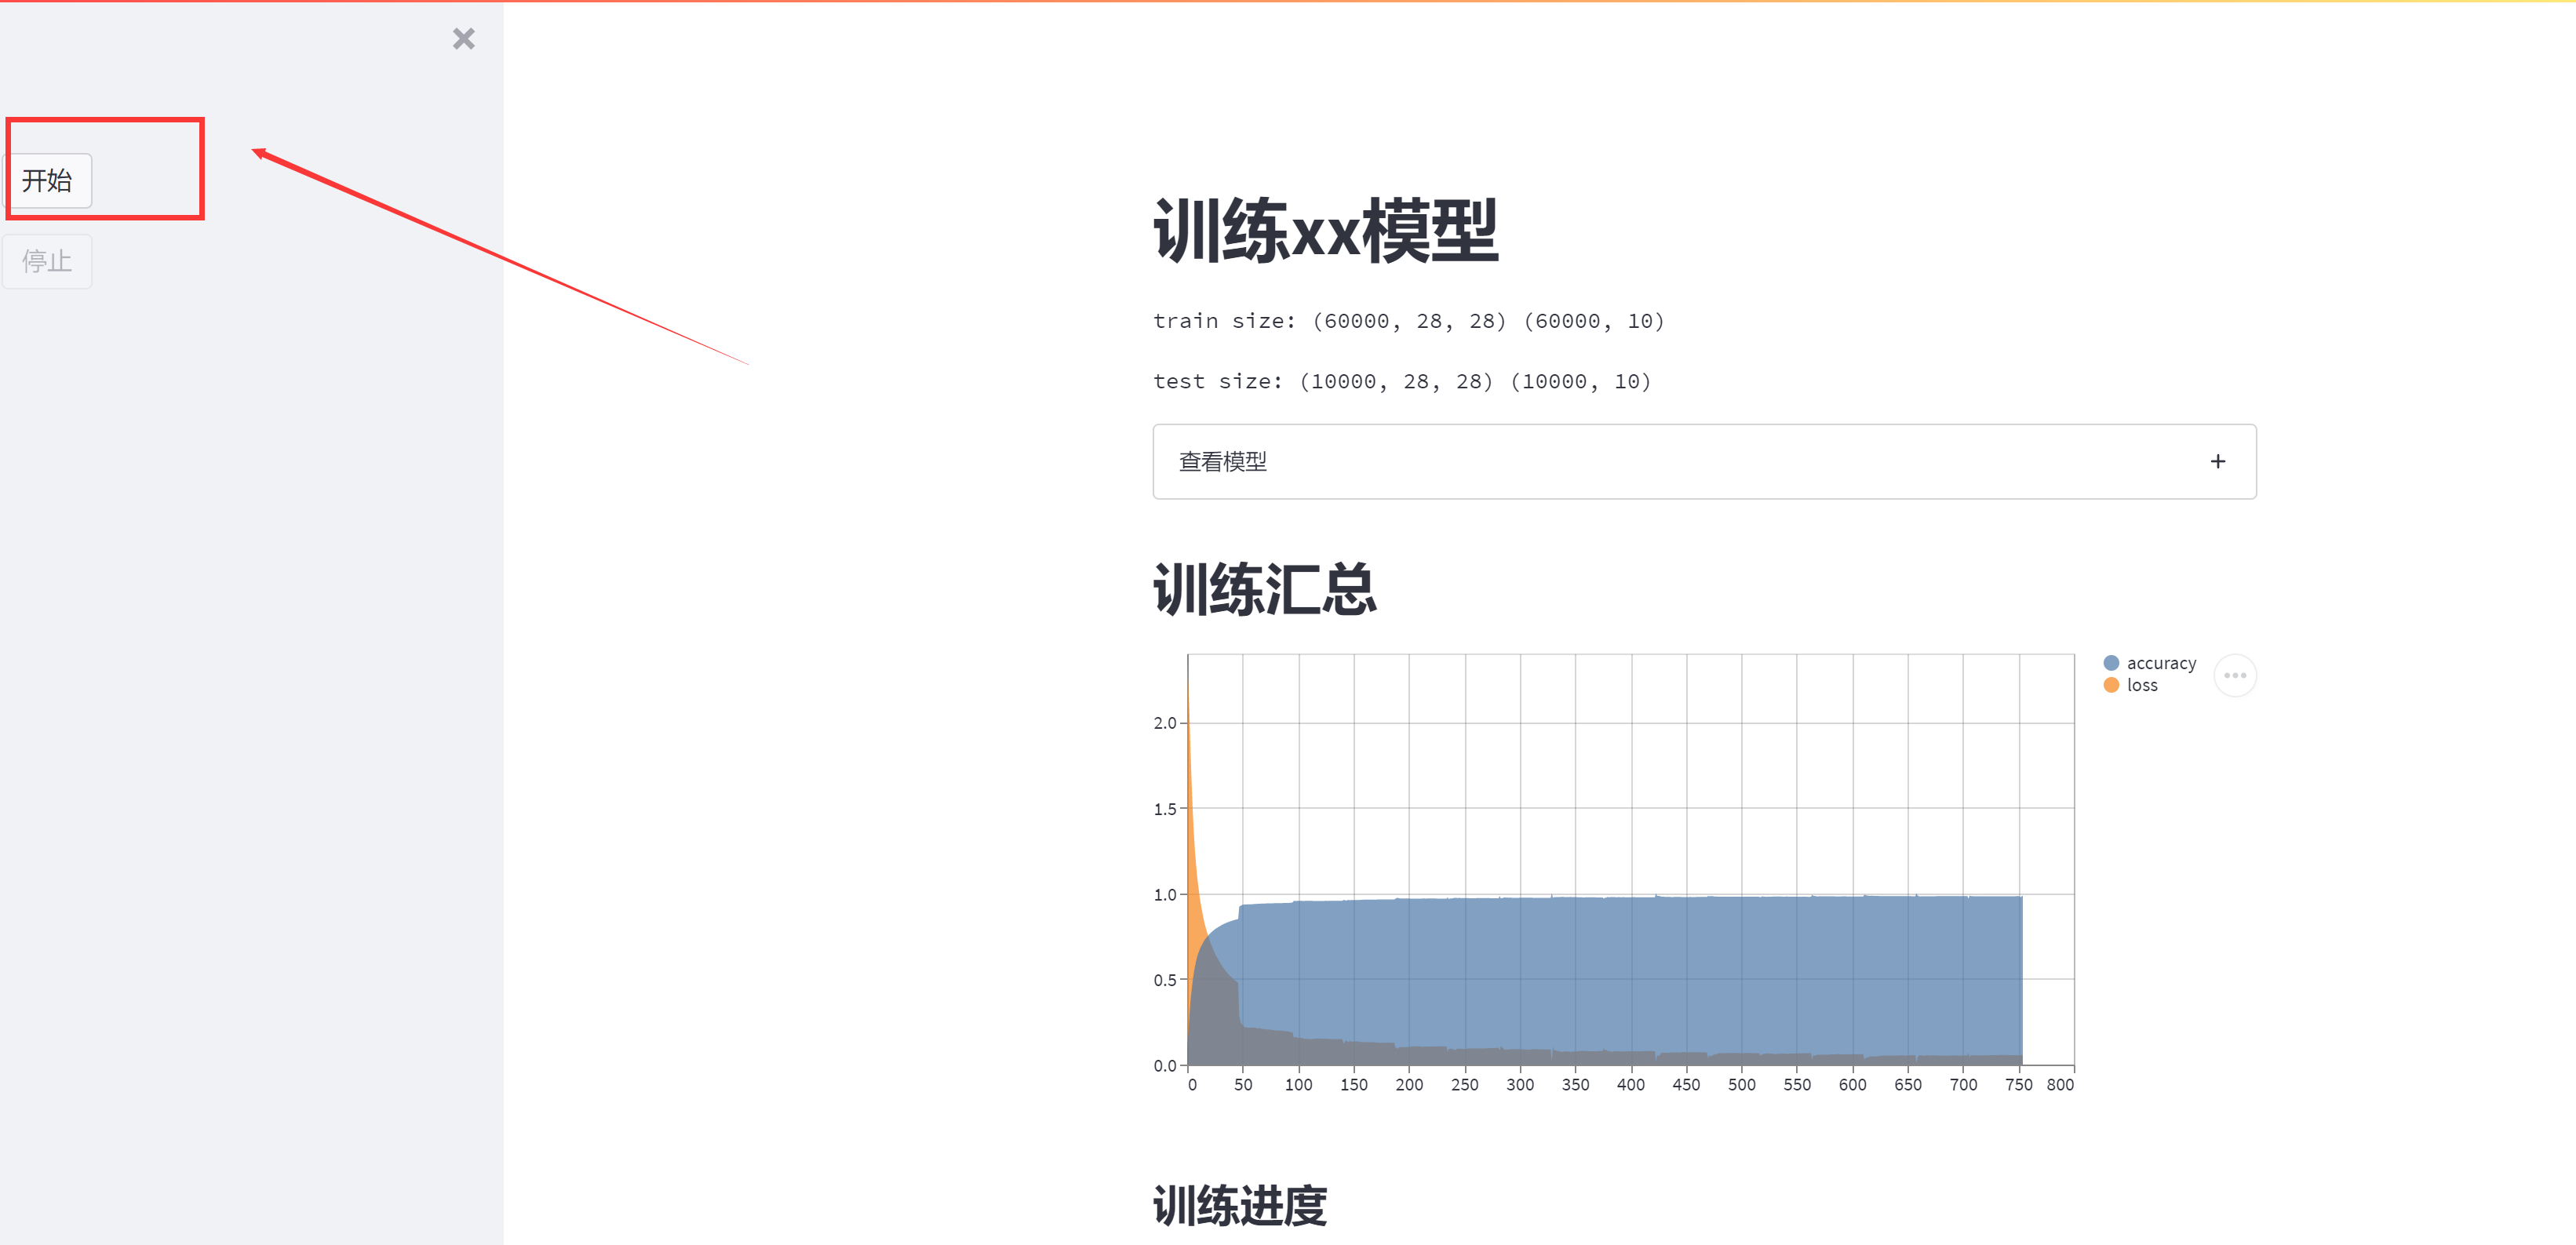 开始
停止
训练xx模型
train size: (60000, 28, 28) (60000, 10)
test size: (10000, 28, 28) (10000, 10)
查看模型 +
训练汇总
accuracy
loss
2.0
1.5
1.0
0.5
0.0
0 50 100 150 200 250 300 350 400 450 500 550 600 650 700 750 800
训练进度